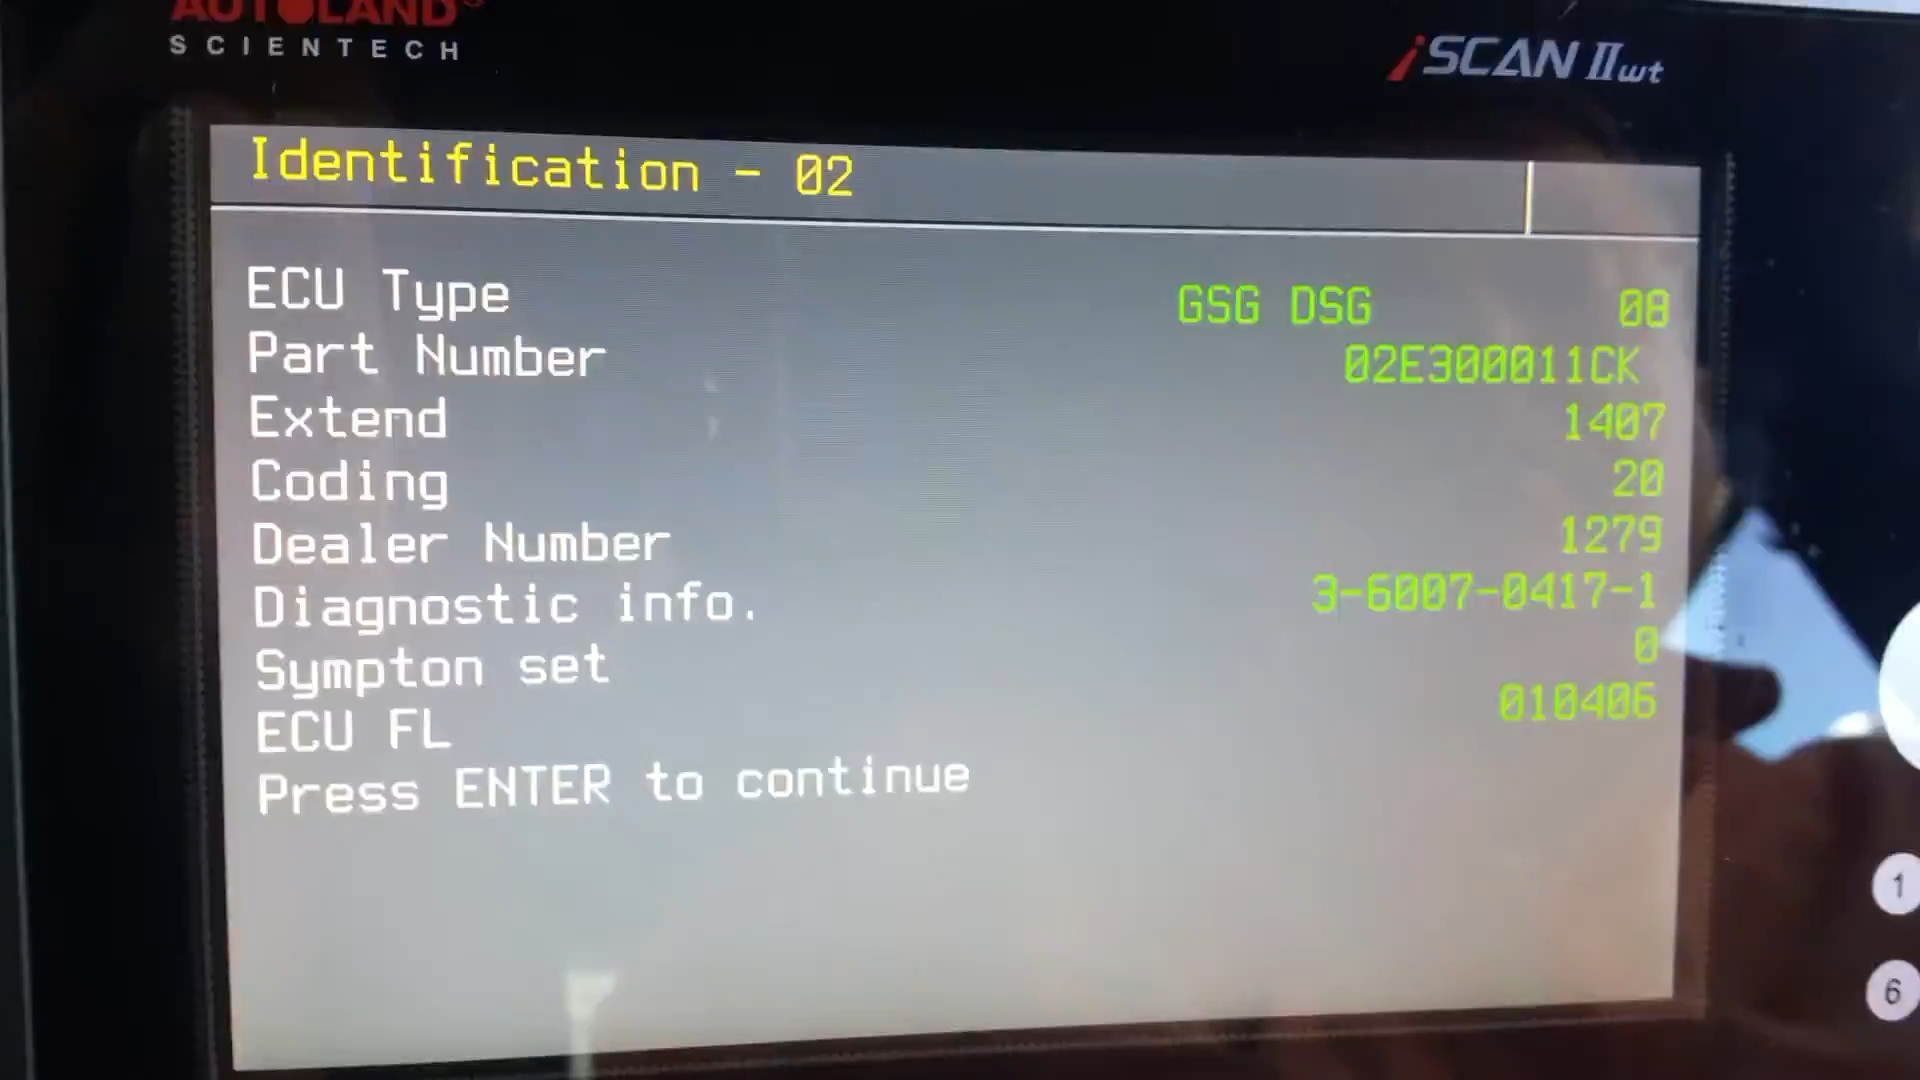 AUTOLAND
SCIENTECH
iSCAN IIwt
Identification - 02
ECU Type GSG DSG 08
Part Number 02E300011CK
Extend 1407
Coding 20
Dealer Number 1279
Diagnostic info. 3-6007-0417-1
Sympton set 0
ECU FL 010406
Press ENTER to continue
1
6